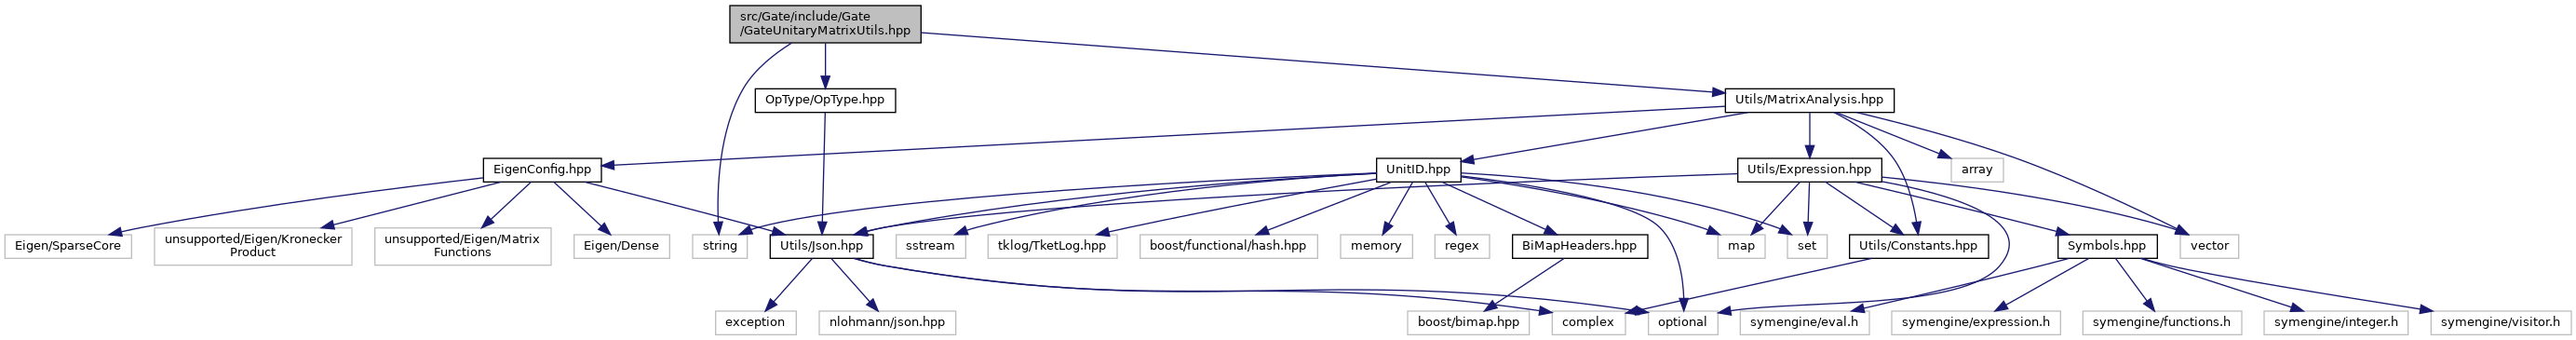 src/Gate/include/Gate
/GateUnitaryMatrixUtils.hpp
OpType/OpType.hpp
Utils/MatrixAnalysis.hpp
EigenConfig.hpp
UnitID.hpp
Utils/Expression.hpp
array
Eigen/SparseCore
unsupported/Eigen/Kronecker
Product
unsupported/Eigen/Matrix
Functions
Eigen/Dense
string
Utils/Json.hpp
sstream
tklog/TketLog.hpp
boost/functional/hash.hpp
memory
regex
BiMapHeaders.hpp
map
set
Utils/Constants.hpp
Symbols.hpp
vector
exception
nlohmann/json.hpp
boost/bimap.hpp
complex
optional
symengine/eval.h
symengine/expression.h
symengine/functions.h
symengine/integer.h
symengine/visitor.h